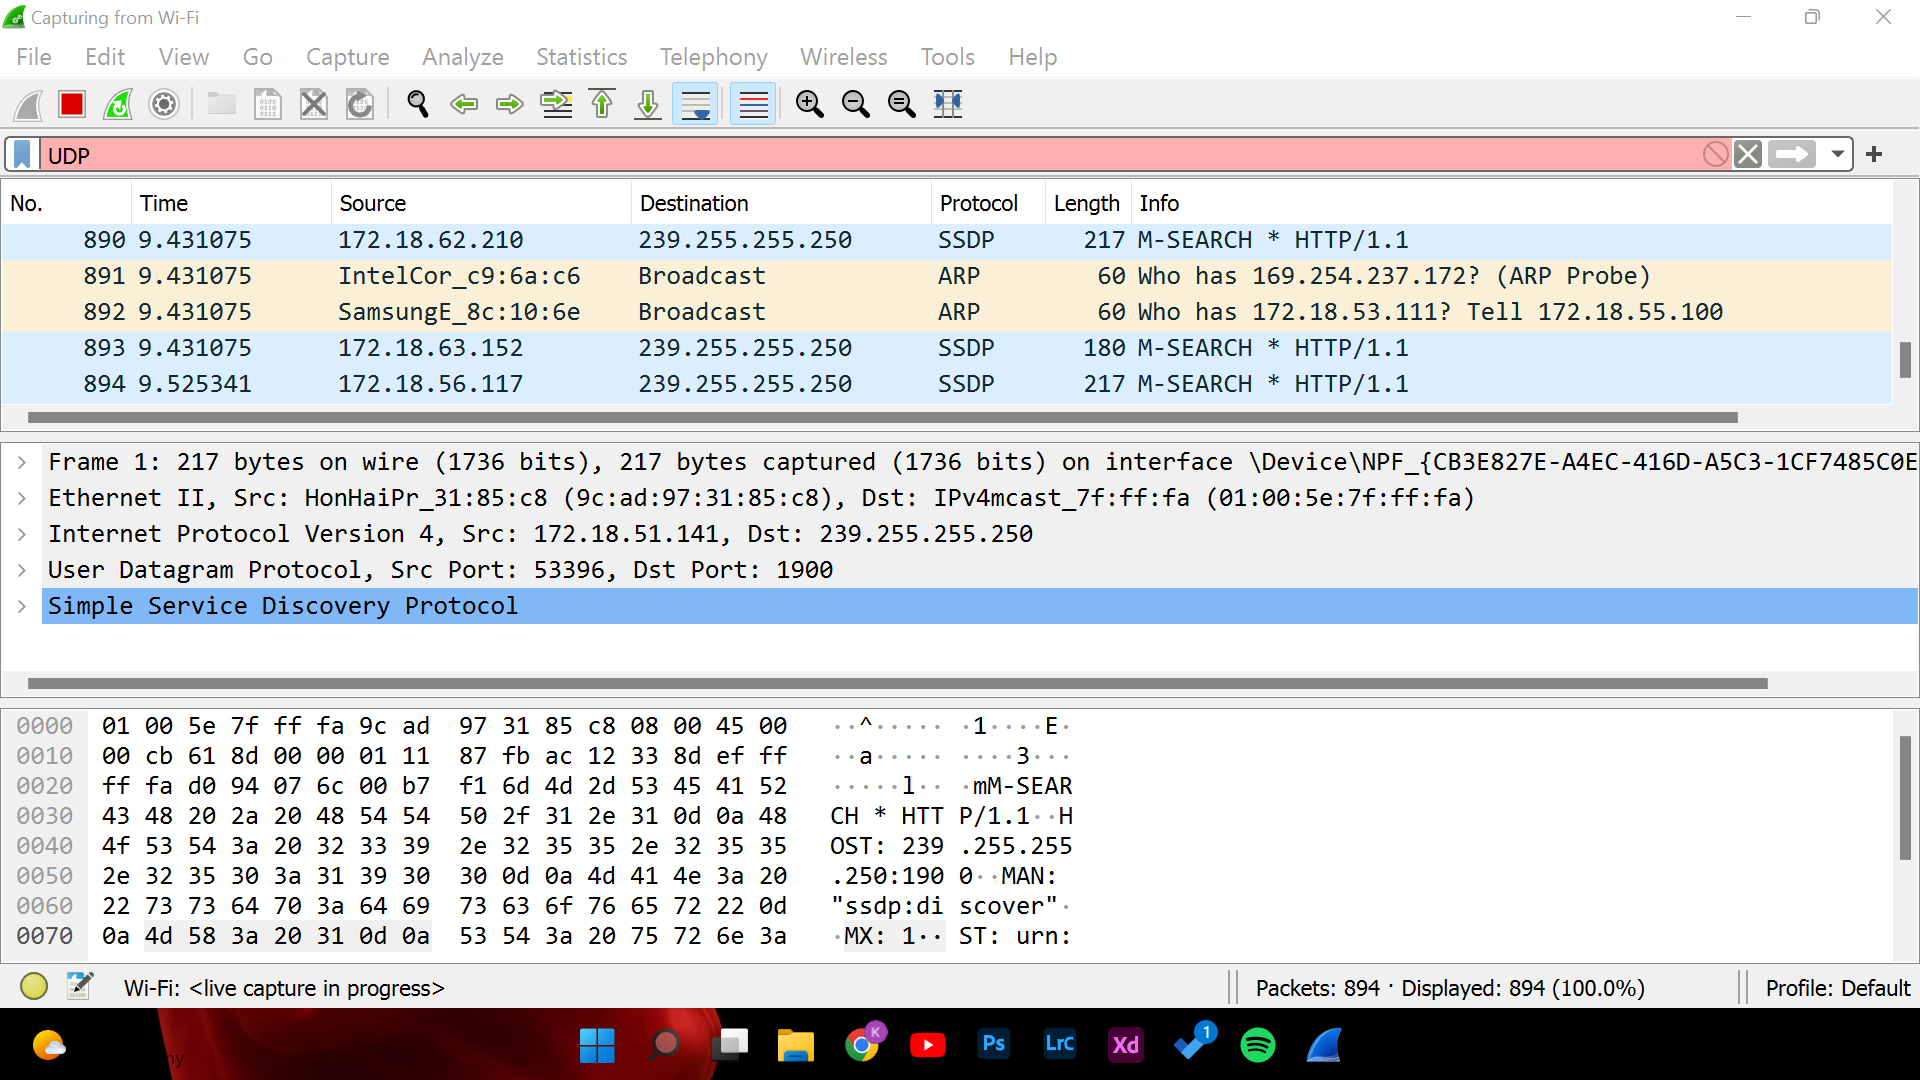 Capturing from Wi-Fi
File Edit View Go Capture Analyze Statistics Telephony Wireless Tools Help
UDP
No. Time Source Destination Protocol Length Info
890 9.431075 172.18.62.210 239.255.255.250 SSDP 217 M-SEARCH * HTTP/1.1
891 9.431075 IntelCor_c9:6a:c6 Broadcast ARP 60 Who has 169.254.237.172? (ARP Probe)
892 9.431075 SamsungE_8c:10:6e Broadcast ARP 60 Who has 172.18.53.111? Tell 172.18.55.100
893 9.431075 172.18.63.152 239.255.255.250 SSDP 180 M-SEARCH * HTTP/1.1
894 9.525341 172.18.56.117 239.255.255.250 SSDP 217 M-SEARCH * HTTP/1.1
Frame 1: 217 bytes on wire (1736 bits), 217 bytes captured (1736 bits) on interface \Device\NPF_{CB3E827E-A4EC-416D-A5C3-1CF7485C0E
Ethernet II, Src: HonHaiPr_31:85:c8 (9c:ad:97:31:85:c8), Dst: IPv4mcast_7f:ff:fa (01:00:5e:7f:ff:fa)
Internet Protocol Version 4, Src: 172.18.51.141, Dst: 239.255.255.250
User Datagram Protocol, Src Port: 53396, Dst Port: 1900
Simple Service Discovery Protocol
0000 01 00 5e 7f ff fa 9c ad 97 31 85 c8 08 00 45 00 ··^····· ·1····E·
0010 00 cb 61 8d 00 00 01 11 87 fb ac 12 33 8d ef ff ··a····· ····3···
0020 ff fa d0 94 07 6c 00 b7 f1 6d 4d 2d 53 45 41 52 ·····l·· ·mM-SEAR
0030 43 48 20 2a 20 48 54 54 50 2f 31 2e 31 0d 0a 48 CH * HTT P/1.1··H
0040 4f 53 54 3a 20 32 33 39 2e 32 35 35 2e 32 35 35 OST: 239 .255.255
0050 2e 32 35 30 3a 31 39 30 30 0d 0a 4d 41 4e 3a 20 .250:190 0··MAN:
0060 22 73 73 64 70 3a 64 69 73 63 6f 76 65 72 22 0d "ssdp:di scover"·
0070 0a 4d 58 3a 20 31 0d 0a 53 54 3a 20 75 72 6e 3a ·MX: 1·· ST: urn:
Wi-Fi: <live capture in progress> Packets: 894 · Displayed: 894 (100.0%) Profile: Default
K Ps LrC Xd 1